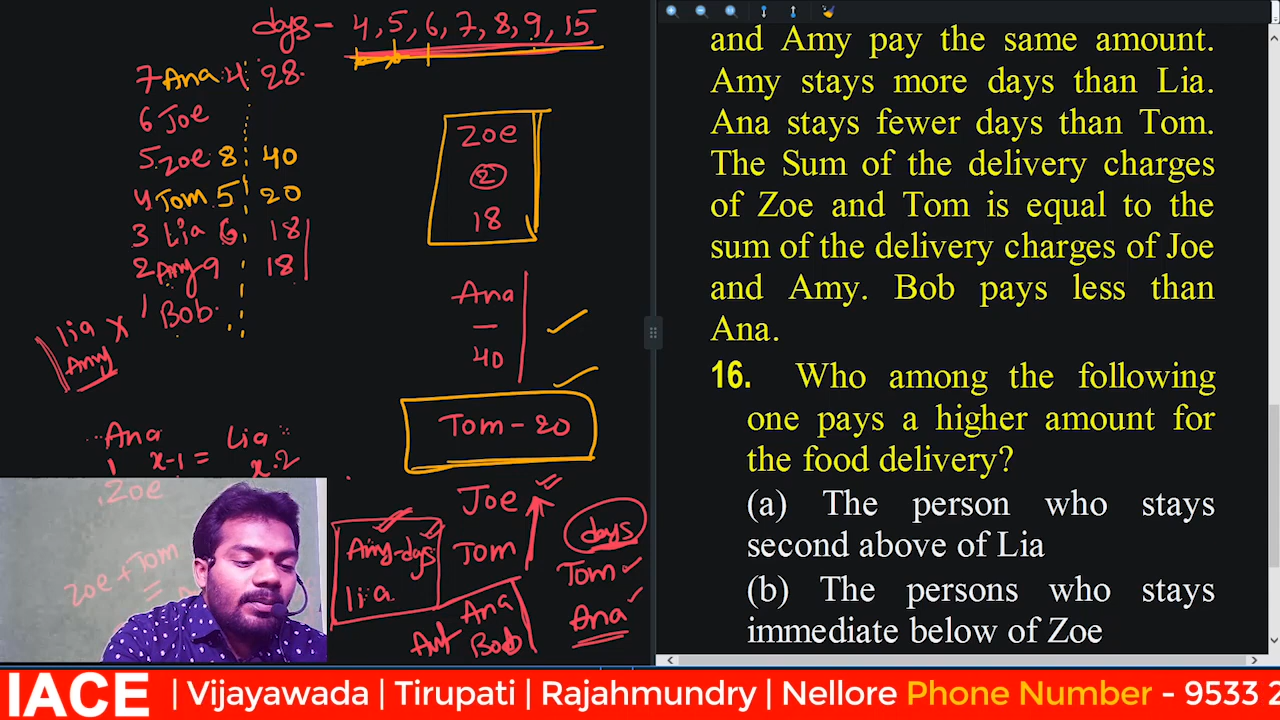 days - 4, 5, 6, 7, 8, 9, 15
7 Ana 4 28
6 Joe
5 Zoe 8 40
4 Tom 5 20
3 Lia 6 18
2 Amy 9 18
1 Bob
Lia x
Amy
Zoe
2
18
Ana
40
Tom - 20
Ana Lia
x-1 = x.2
Zoe
Zoe + Tom
=
Amy-days
lia
Joe
Tom
Ana
Bob
days
Tom
Ana
and Amy pay the same amount.
Amy stays more days than Lia.
Ana stays fewer days than Tom.
The Sum of the delivery charges
of Zoe and Tom is equal to the
sum of the delivery charges of Joe
and Amy. Bob pays less than
Ana.
16. Who among the following
one pays a higher amount for
the food delivery?
(a) The person who stays
second above of Lia
(b) The persons who stays
immediate below of Zoe
IACE | Vijayawada | Tirupati | Rajahmundry | Nellore Phone Number - 9533 2